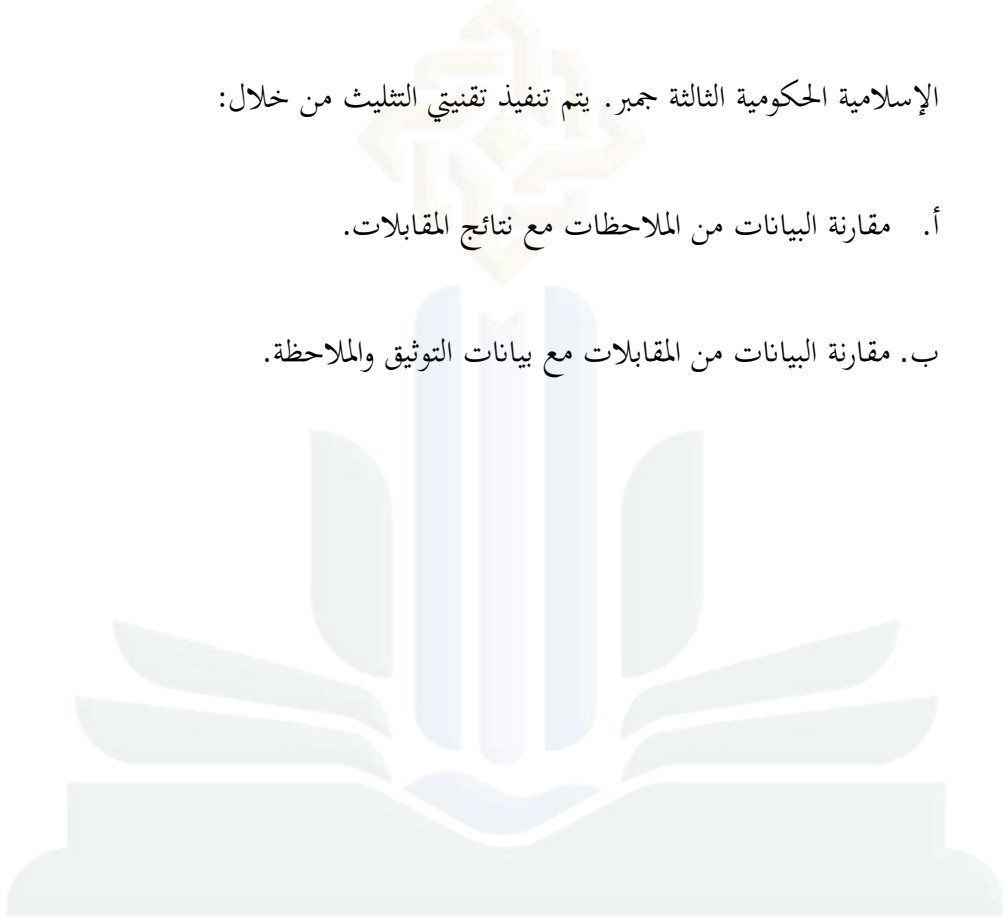 الإسلامية الحكومية الثالثة جمبر. يتم تنفيذ تقنيتي التثليث من خلال:
أ. مقارنة البيانات من الملاحظات مع نتائج المقابلات.
ب. مقارنة البيانات من المقابلات مع بيانات التوثيق والملاحظة.